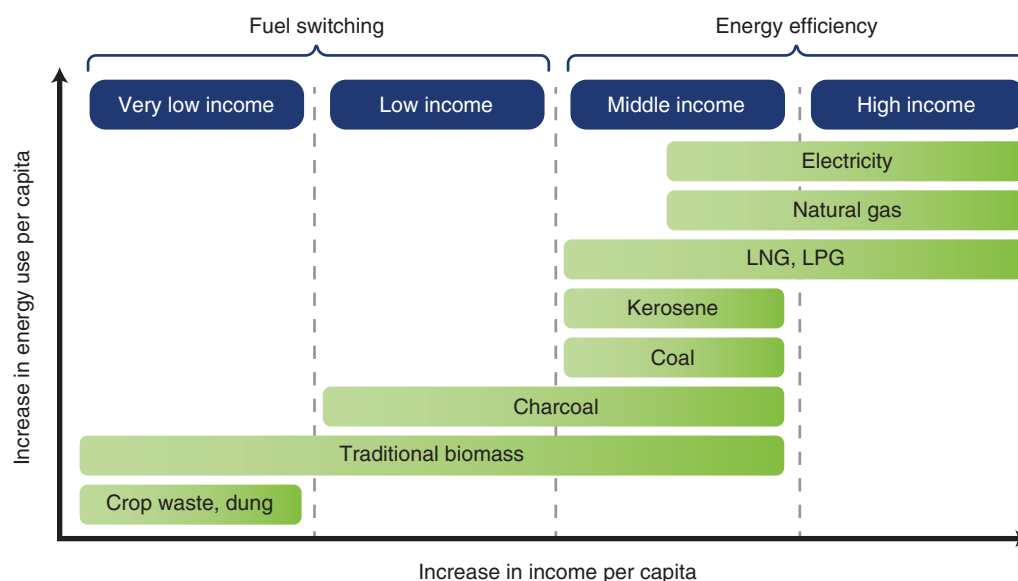 Fuel switching
Energy efficiency
Very low income
Low income
Middle income
High income
Electricity
Natural gas
LNG, LPG
Kerosene
Coal
Charcoal
Traditional biomass
Crop waste, dung
Increase in energy use per capita
Increase in income per capita